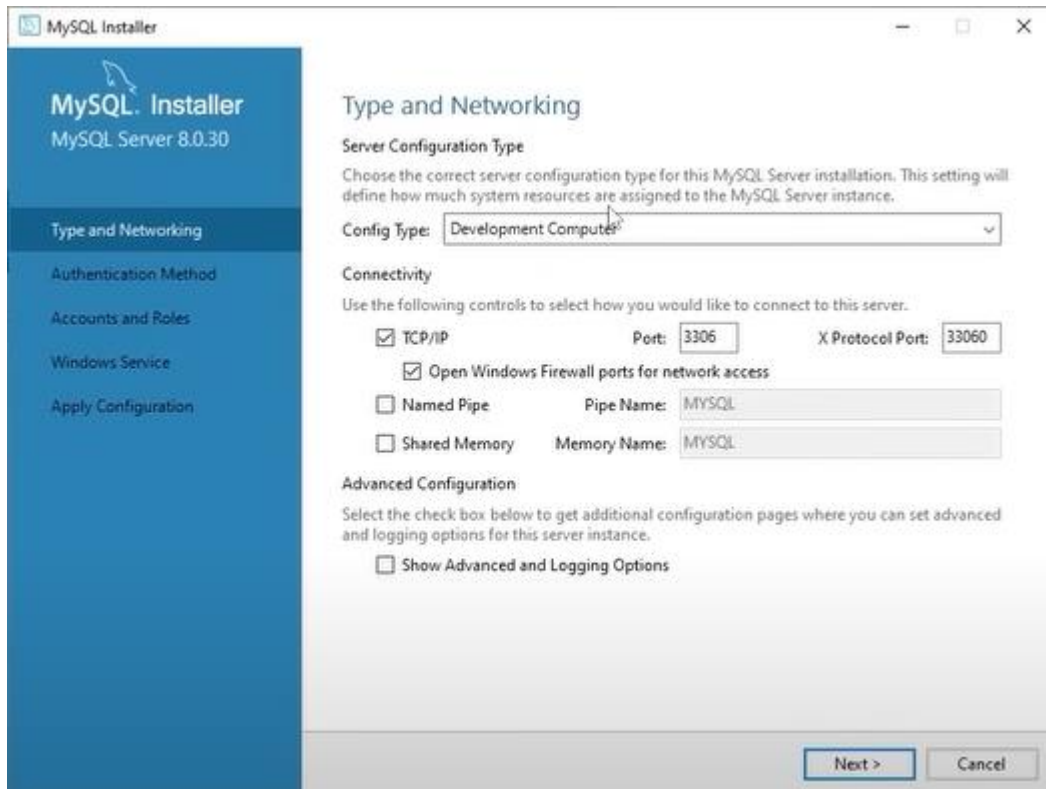 MySQL Installer
MySQL. Installer
MySQL Server 8.0.30
Type and Networking
Authentication Method
Accounts and Roles
Windows Service
Apply Configuration
Type and Networking
Server Configuration Type
Choose the correct server configuration type for this MySQL Server installation. This setting will
define how much system resources are assigned to the MySQL Server instance.
Config Type: Development Computer
Connectivity
Use the following controls to select how you would like to connect to this server.
TCP/IP Port: 3306 X Protocol Port: 33060
Open Windows Firewall ports for network access
Named Pipe Pipe Name: MYSQL
Shared Memory Memory Name: MYSQL
Advanced Configuration
Select the check box below to get additional configuration pages where you can set advanced
and logging options for this server instance.
Show Advanced and Logging Options
Next > Cancel